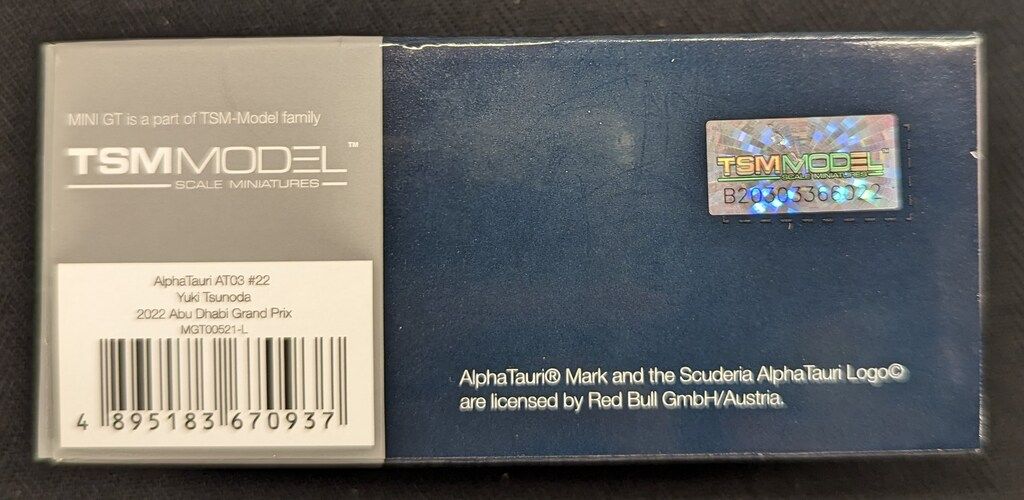 MINI GT is a part of TSM-Model family
TSMMODEL™
SCALE MINIATURES
AlphaTauri AT03 #22
Yuki Tsunoda
2022 Abu Dhabi Grand Prix
MGT00521-L
4 895183 670937
TSMMODEL™
SCALE MINIATURES
B20303366022
AlphaTauri® Mark and the Scuderia AlphaTauri Logo©
are licensed by Red Bull GmbH/Austria.